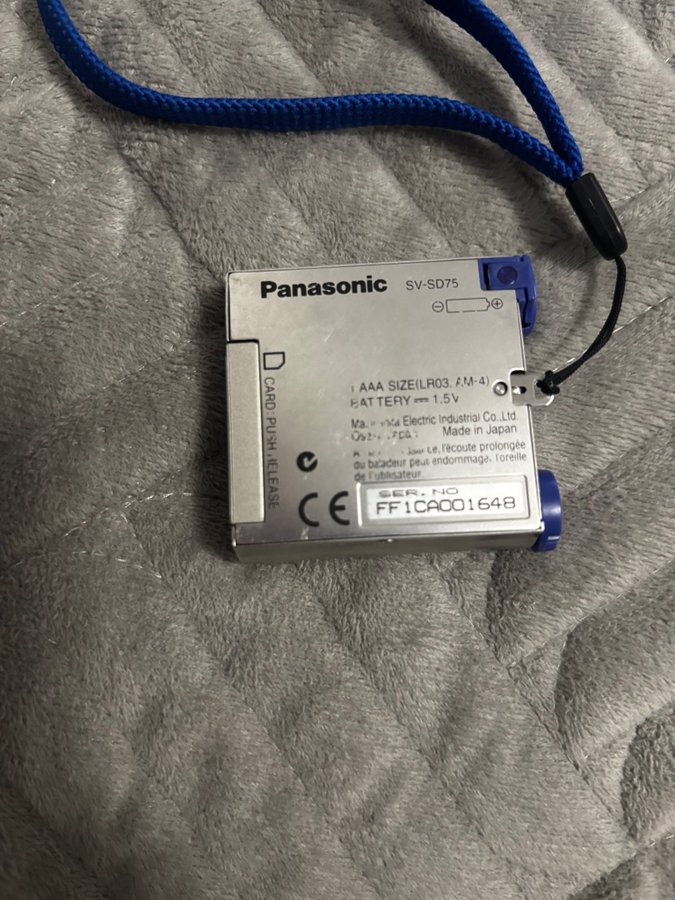 Panasonic SV-SD75
⊖ ⊕
AAA SIZE(LR03, AM-4)
BATTERY ⎓ 1.5V
Electric Industrial Co., Ltd.
Made in Japan
l'écoute prolongée
du baladeur peut endommager l'oreille
de l'utilisateur
CARD: PUSH RELEASE
CE
SER. NO
FF1CA001648